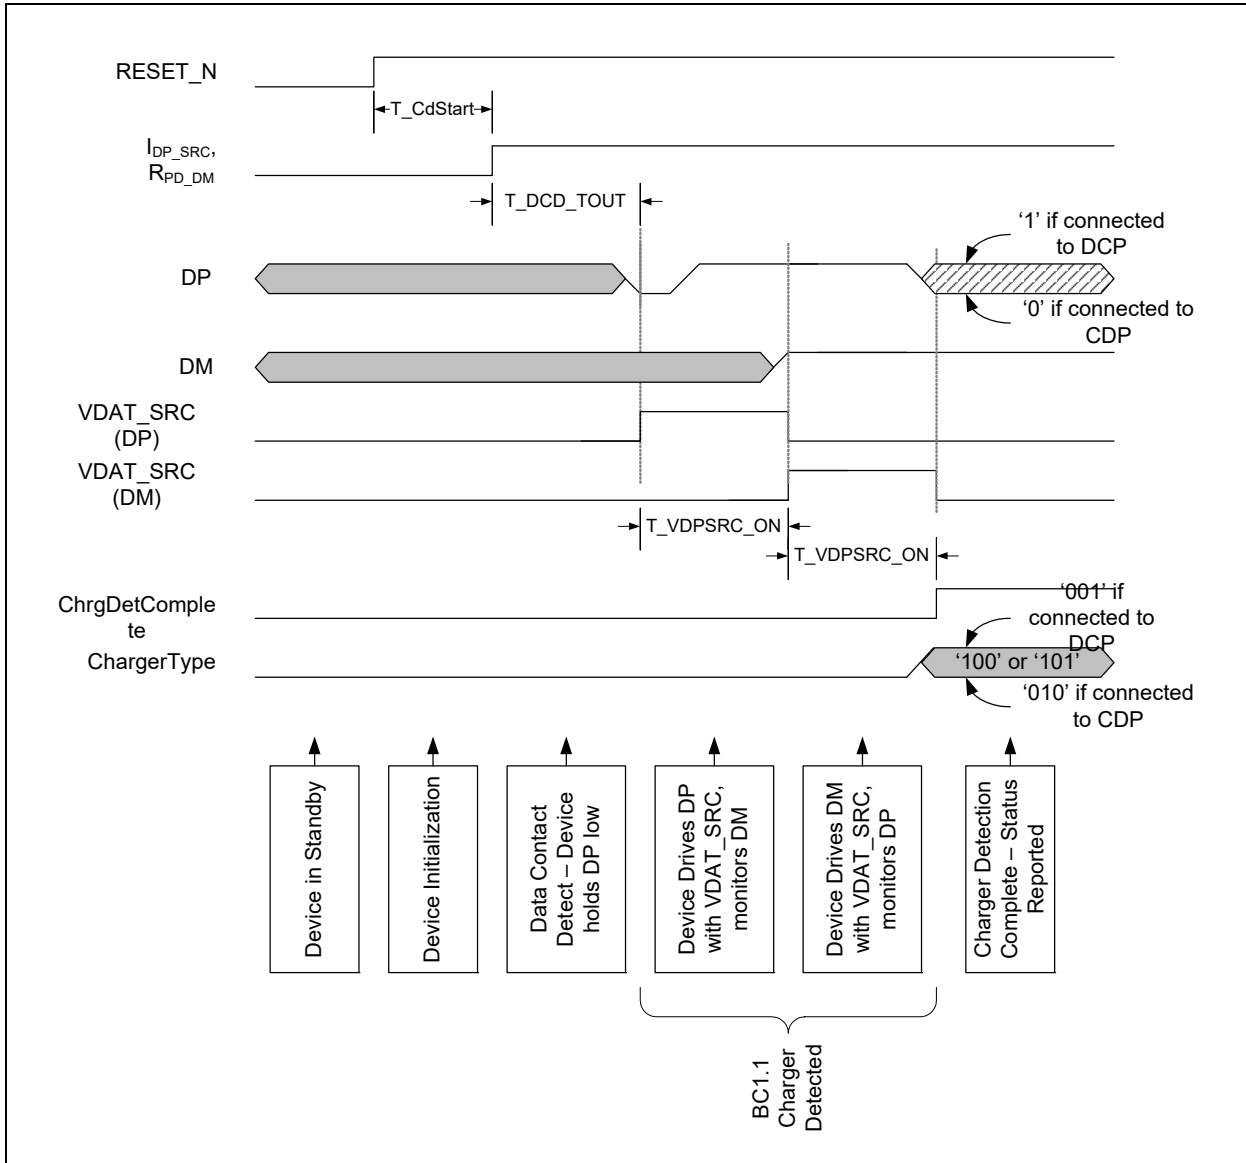 RESET_N
T_CdStart
IDP_SRC,
RPD_DM
T_DCD_TOUT
'1' if connected
to DCP
DP
'0' if connected to
CDP
DM
VDAT_SRC
(DP)
VDAT_SRC
(DM)
T_VDPSRC_ON
T_VDPSRC_ON
ChrgDetComple
te
'001' if
connected to
DCP
ChargerType
'100' or '101'
'010' if connected
to CDP
Device in Standby
Device Initialization
Data Contact
Detect – Device
holds DP low
Device Drives DP
with VDAT_SRC,
monitors DM
Device Drives DM
with VDAT_SRC,
monitors DP
Charger Detection
Complete – Status
Reported
BC1.1
Charger
Detected